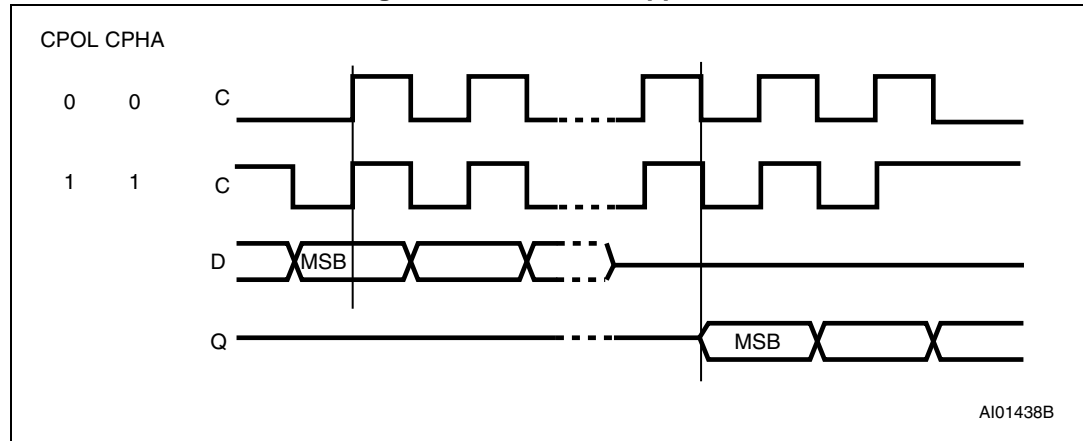 CPOL CPHA
0 0 C
1 1 C
D MSB
Q MSB
AI01438B